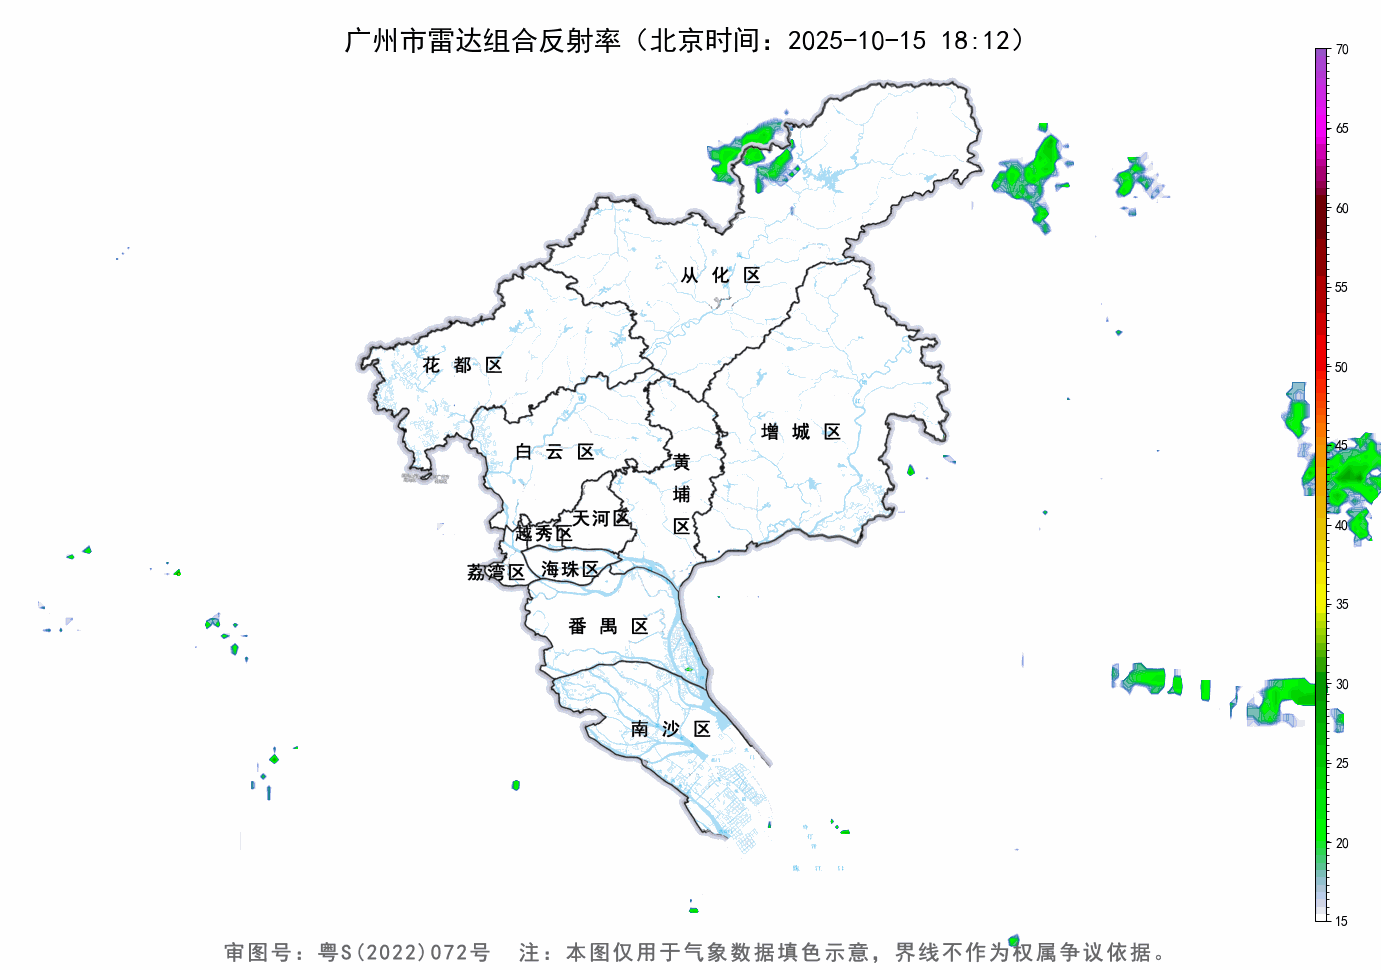 广州市雷达组合反射率（北京时间：2025-10-15 18:12）
70
65
60
55
50
45
40
35
30
25
20
15
从化区
花都区
增城区
白云区
黄埔区
天河区
越秀区
荔湾区
海珠区
番禺区
南沙区
审图号：粤S(2022)072号 注：本图仅用于气象数据填色示意，界线不作为权属争议依据。